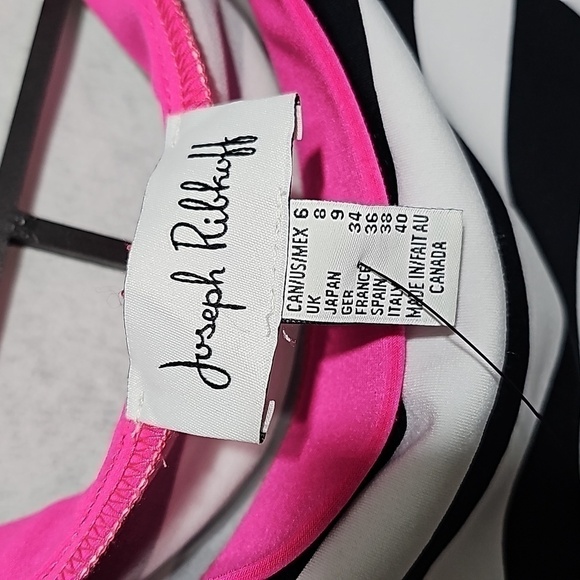 Joseph Ribkoff
CAN/US/MEX 6
UK 8
JAPAN 9
GER 34
FRANCE 36
SPAIN 38
ITALY 40
MADE IN/FAIT AU
CANADA